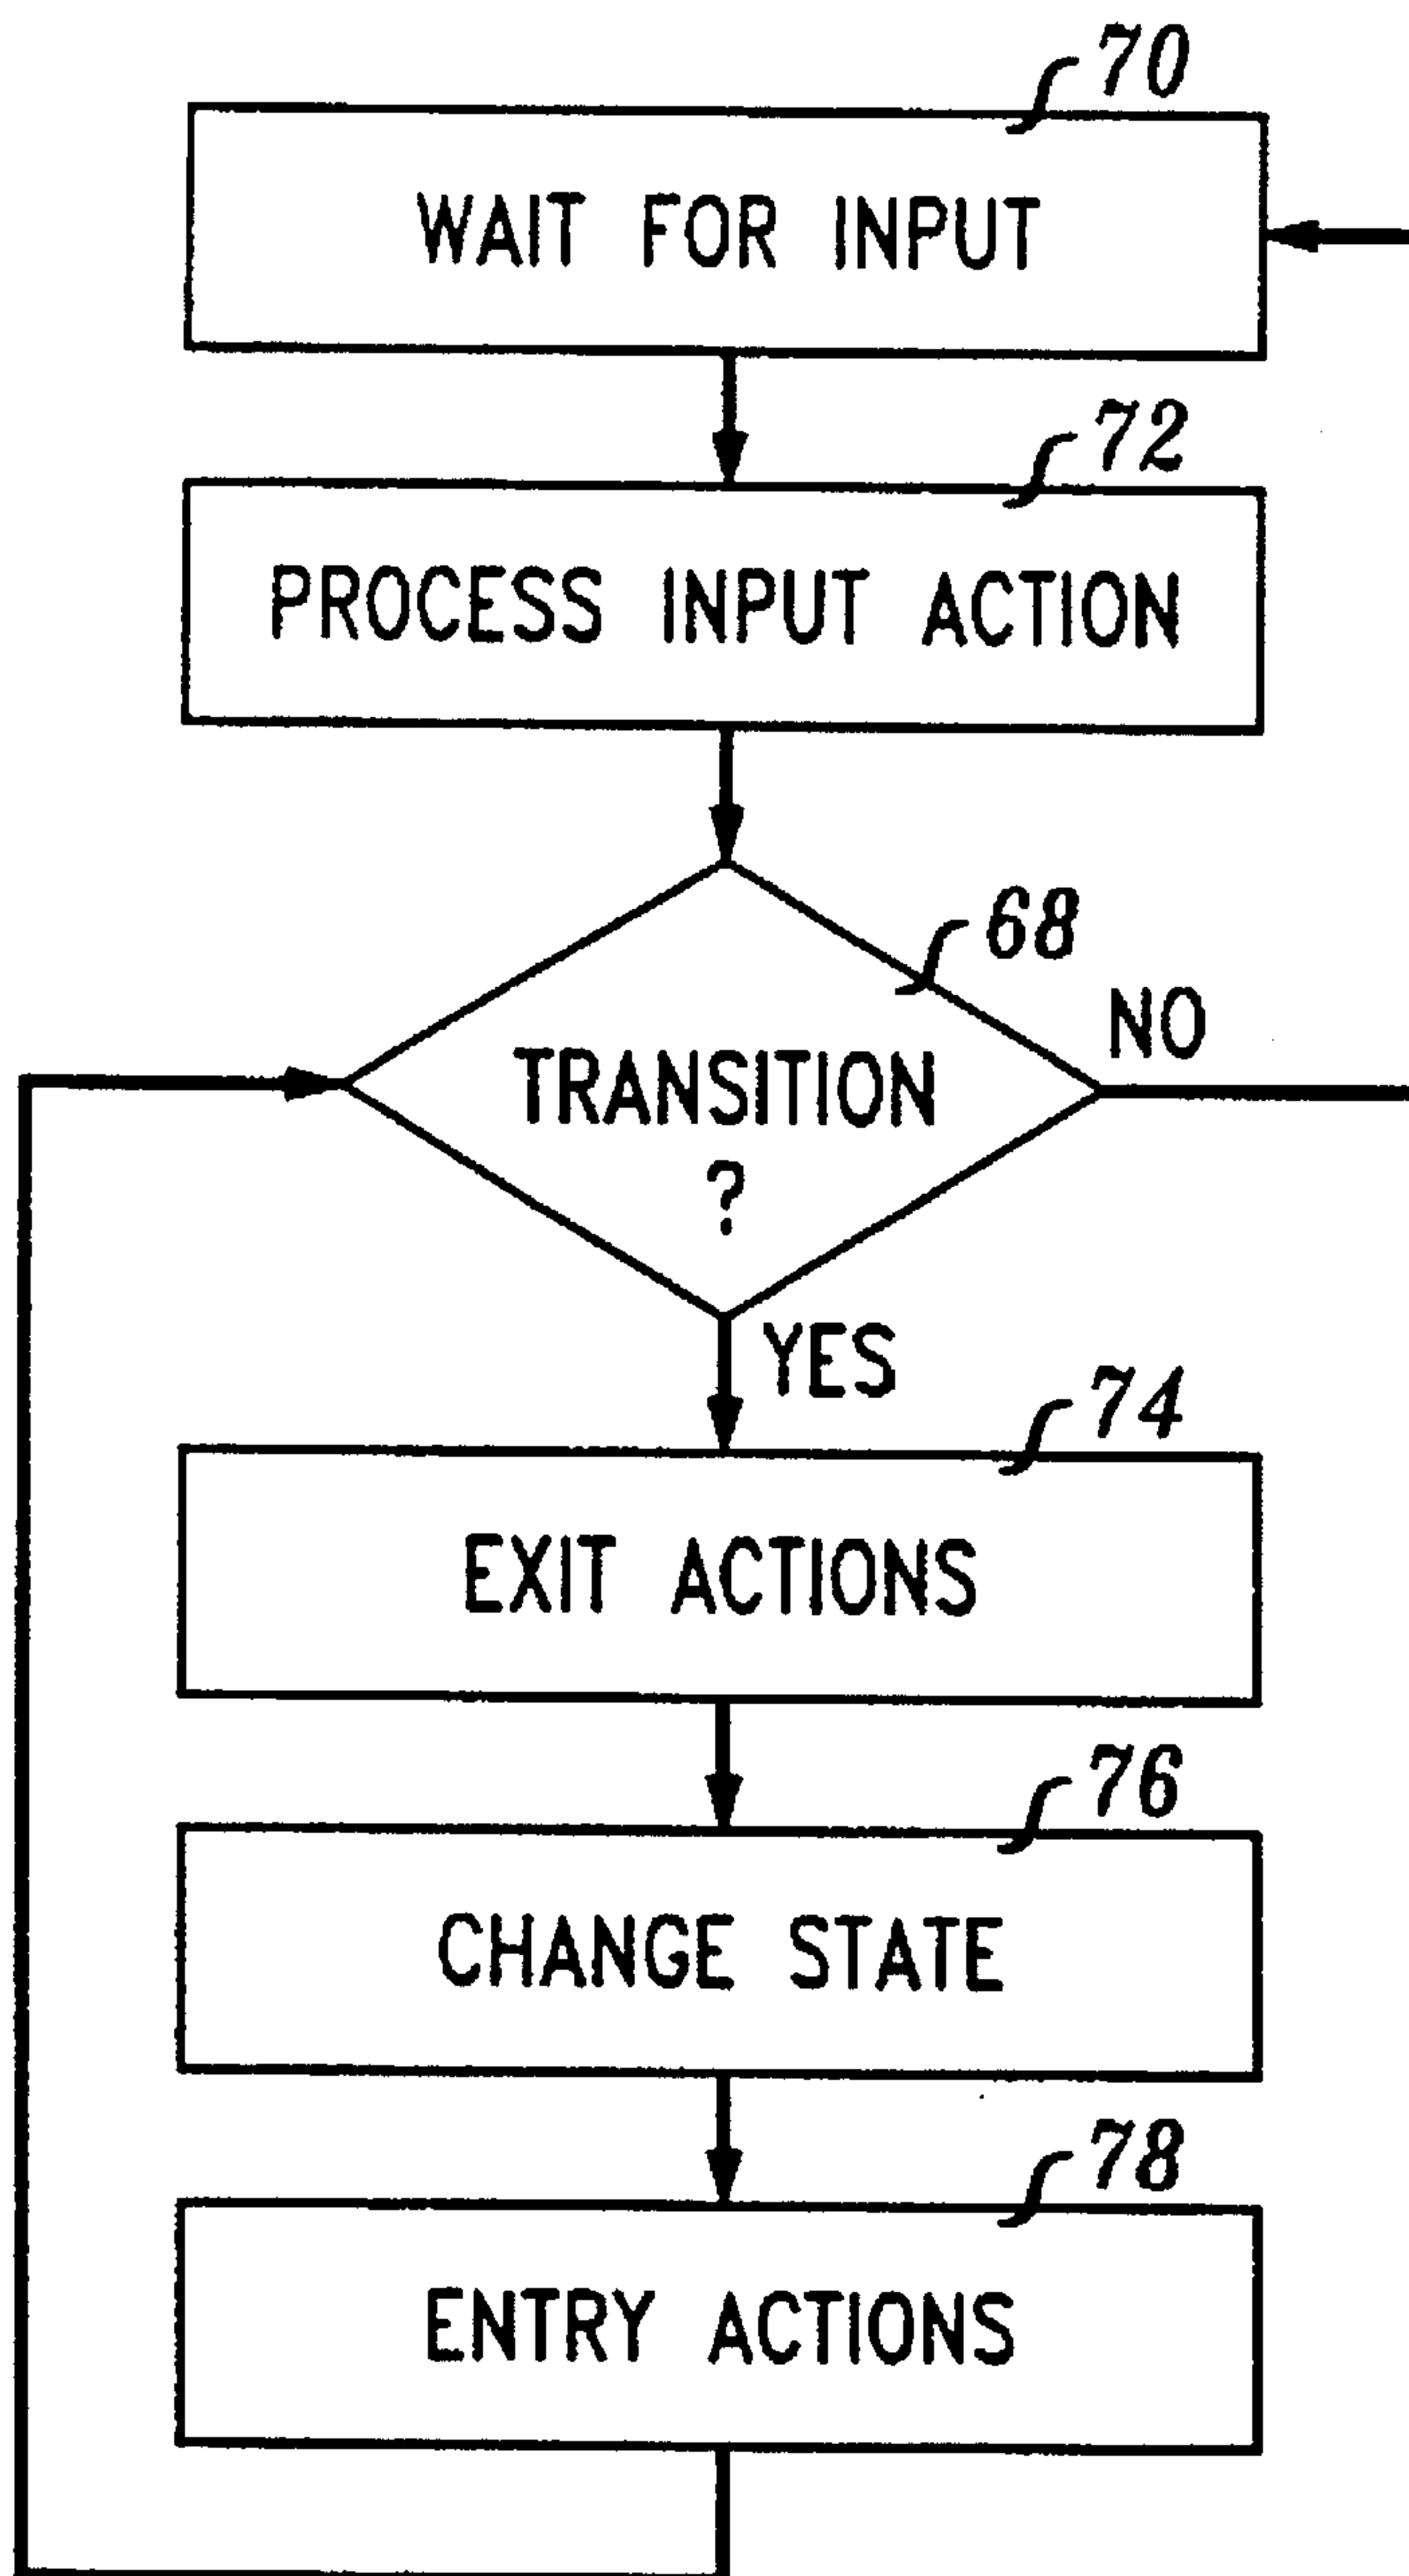 70
WAIT FOR INPUT
72
PROCESS INPUT ACTION
68
NO
TRANSITION
?
YES
74
EXIT ACTIONS
76
CHANGE STATE
78
ENTRY ACTIONS